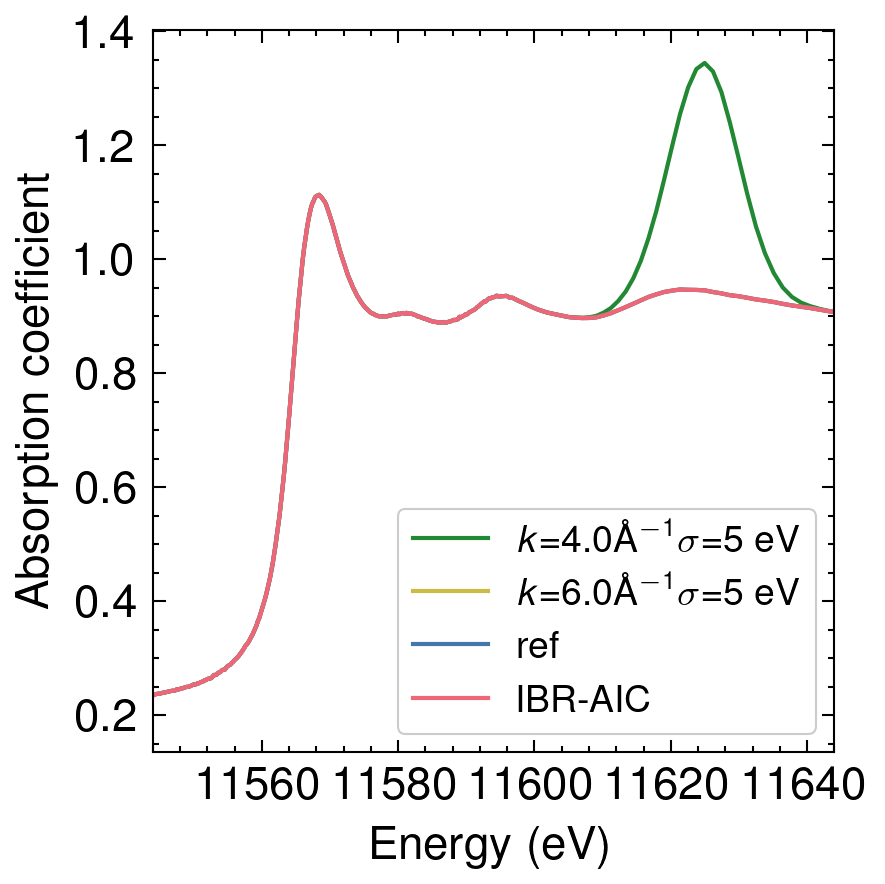 1.4
1.2
1.0
0.8
0.6
0.4
0.2
Absorption coefficient
k=4.0Å⁻¹σ=5 eV
k=6.0Å⁻¹σ=5 eV
ref
IBR-AIC
11560 11580 11600 11620 11640
Energy (eV)